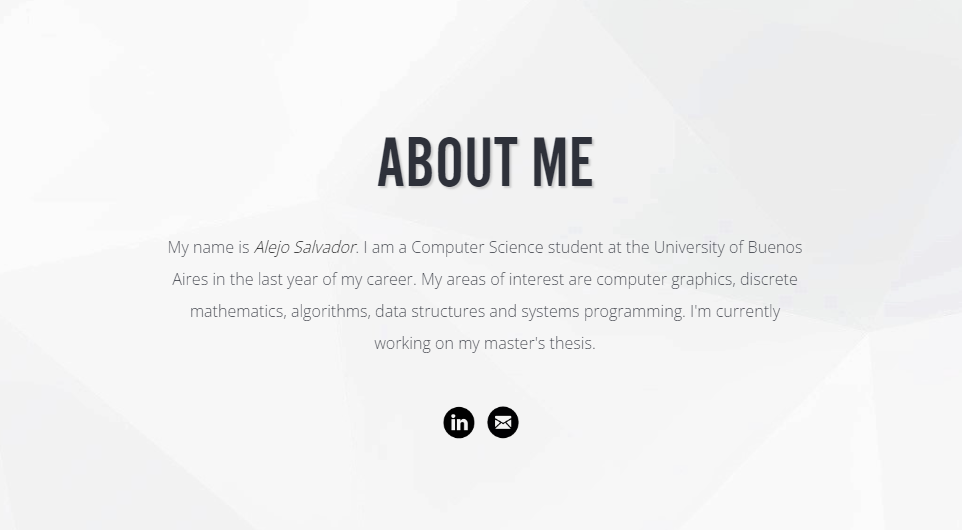 ABOUT ME
My name is Alejo Salvador. I am a Computer Science student at the University of Buenos
Aires in the last year of my career. My areas of interest are computer graphics, discrete
mathematics, algorithms, data structures and systems programming. I'm currently
working on my master's thesis.
in